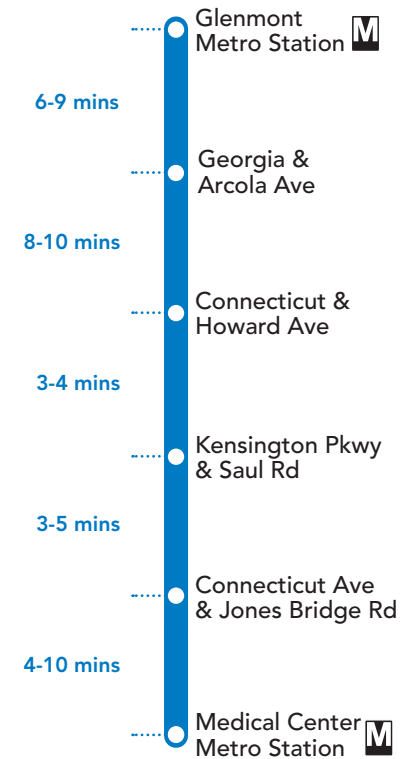 Glenmont
Metro Station M
6-9 mins
Georgia &
Arcola Ave
8-10 mins
Connecticut &
Howard Ave
3-4 mins
Kensington Pkwy
& Saul Rd
3-5 mins
Connecticut Ave
& Jones Bridge Rd
4-10 mins
Medical Center
Metro Station M